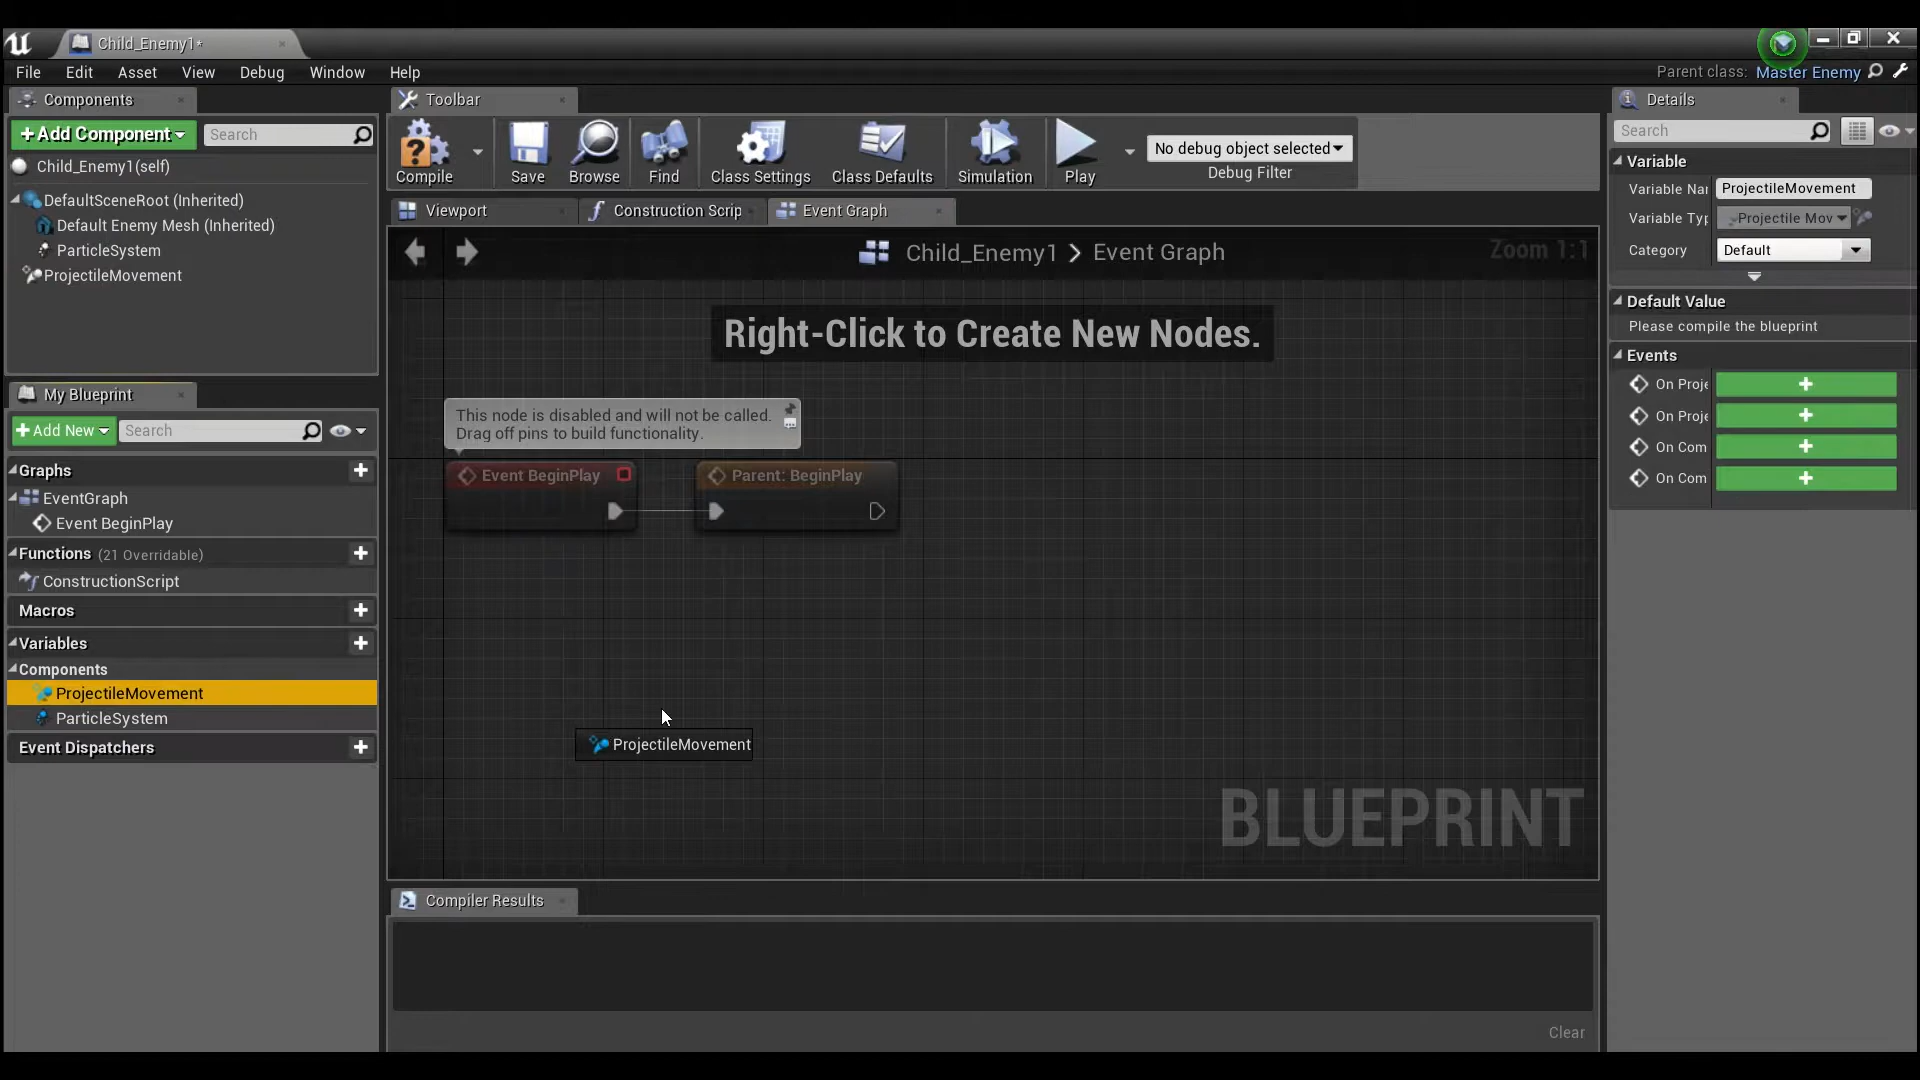 Child_Enemy1*
File Edit Asset View Debug Window Help
Parent class: Master Enemy
Components
+Add Component
Search
Child_Enemy1(self)
DefaultSceneRoot (Inherited)
Default Enemy Mesh (Inherited)
ParticleSystem
ProjectileMovement
My Blueprint
+Add New
Search
Graphs
EventGraph
Event BeginPlay
Functions (21 Overridable)
ConstructionScript
Macros
Variables
Components
ProjectileMovement
ParticleSystem
Event Dispatchers
Toolbar
Compile
Save
Browse
Find
Class Settings
Class Defaults
Simulation
Play
No debug object selected
Debug Filter
Viewport
Construction Scrip
Event Graph
Child_Enemy1 > Event Graph
Zoom 1:1
Right-Click to Create New Nodes.
This node is disabled and will not be called.
Drag off pins to build functionality.
Event BeginPlay
Parent: BeginPlay
ProjectileMovement
BLUEPRINT
Compiler Results
Clear
Details
Search
Variable
Variable Nar ProjectileMovement
Variable Typ Projectile Mov
Category Default
Default Value
Please compile the blueprint
Events
On Proje
On Proje
On Com
On Com